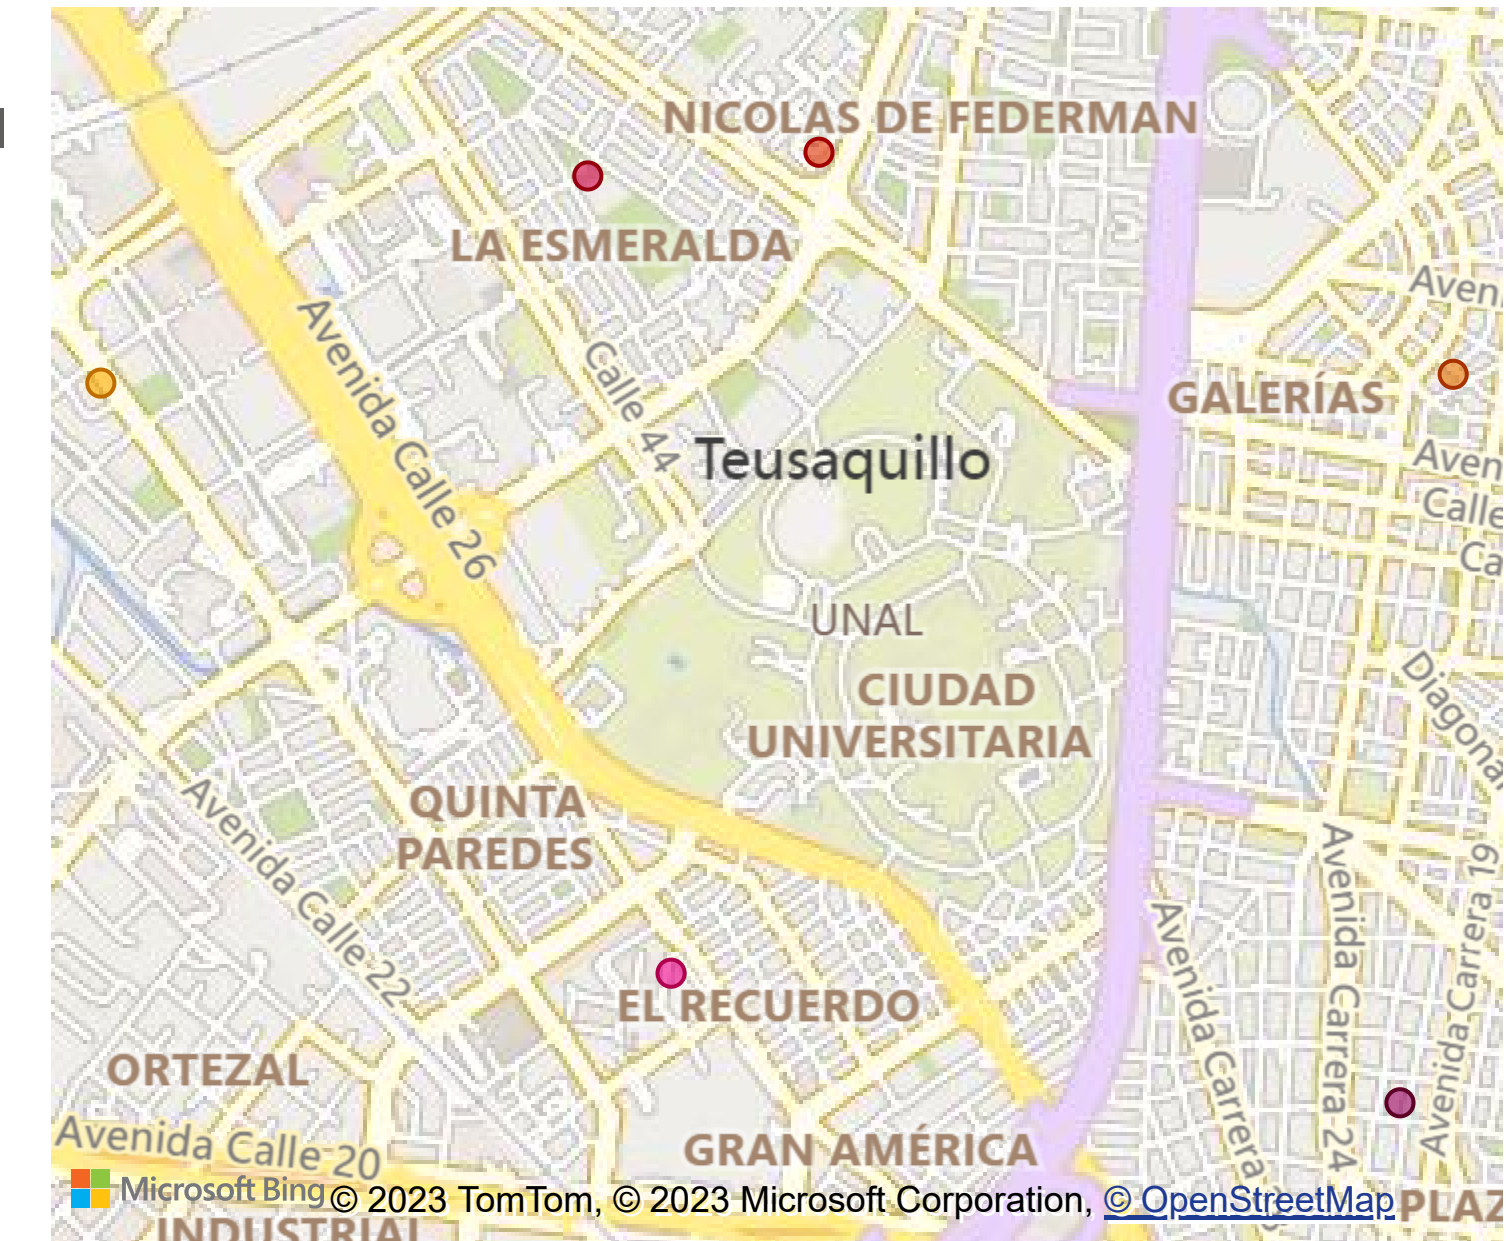 NICOLAS DE FEDERMAN
LA ESMERALDA
Aven
Avenida Calle 26
Calle 44
GALERÍAS
Teusaquillo
Aven
Calle
Ca
UNAL
CIUDAD
UNIVERSITARIA
Diagonal
QUINTA
PAREDES
Avenida Calle 22
Avenida Carrera 24
Avenida Carrera 19
Avenida Carrera
EL RECUERDO
ORTEZAL
Avenida Calle 20
GRAN AMÉRICA
Microsoft Bing
© 2023 TomTom, © 2023 Microsoft Corporation, © OpenStreetMap
PLAZ
INDUSTRIAL